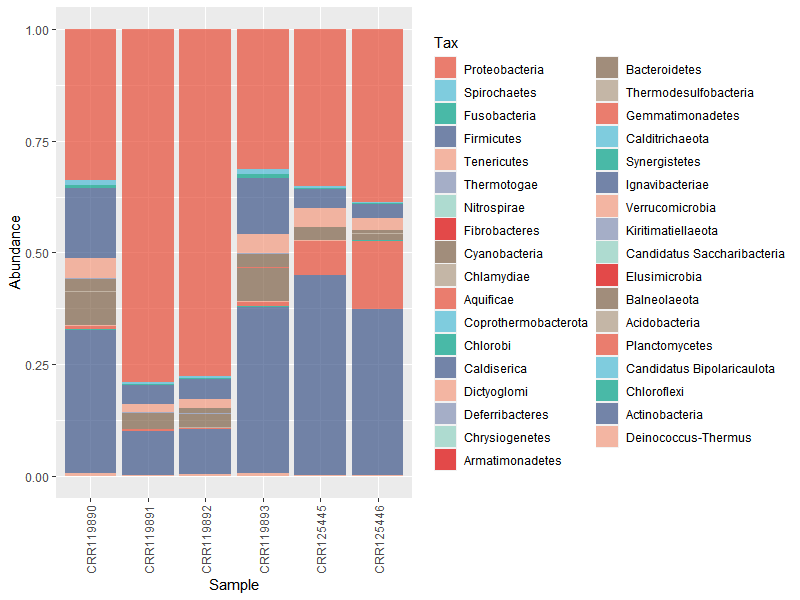 1.00
0.75
0.50
0.25
0.00
Abundance
CRR119890
CRR119891
CRR119892
CRR119893
CRR125445
CRR125446
Sample
Tax
Proteobacteria
Spirochaetes
Fusobacteria
Firmicutes
Tenericutes
Thermotogae
Nitrospirae
Fibrobacteres
Cyanobacteria
Chlamydiae
Aquificae
Coprothermobacterota
Chlorobi
Caldiserica
Dictyoglomi
Deferribacteres
Chrysiogenetes
Armatimonadetes
Bacteroidetes
Thermodesulfobacteria
Gemmatimonadetes
Calditrichaeota
Synergistetes
Ignavibacteriae
Verrucomicrobia
Kiritimatiellaeota
Candidatus Saccharibacteria
Elusimicrobia
Balneolaeota
Acidobacteria
Planctomycetes
Candidatus Bipolaricaulota
Chloroflexi
Actinobacteria
Deinococcus-Thermus